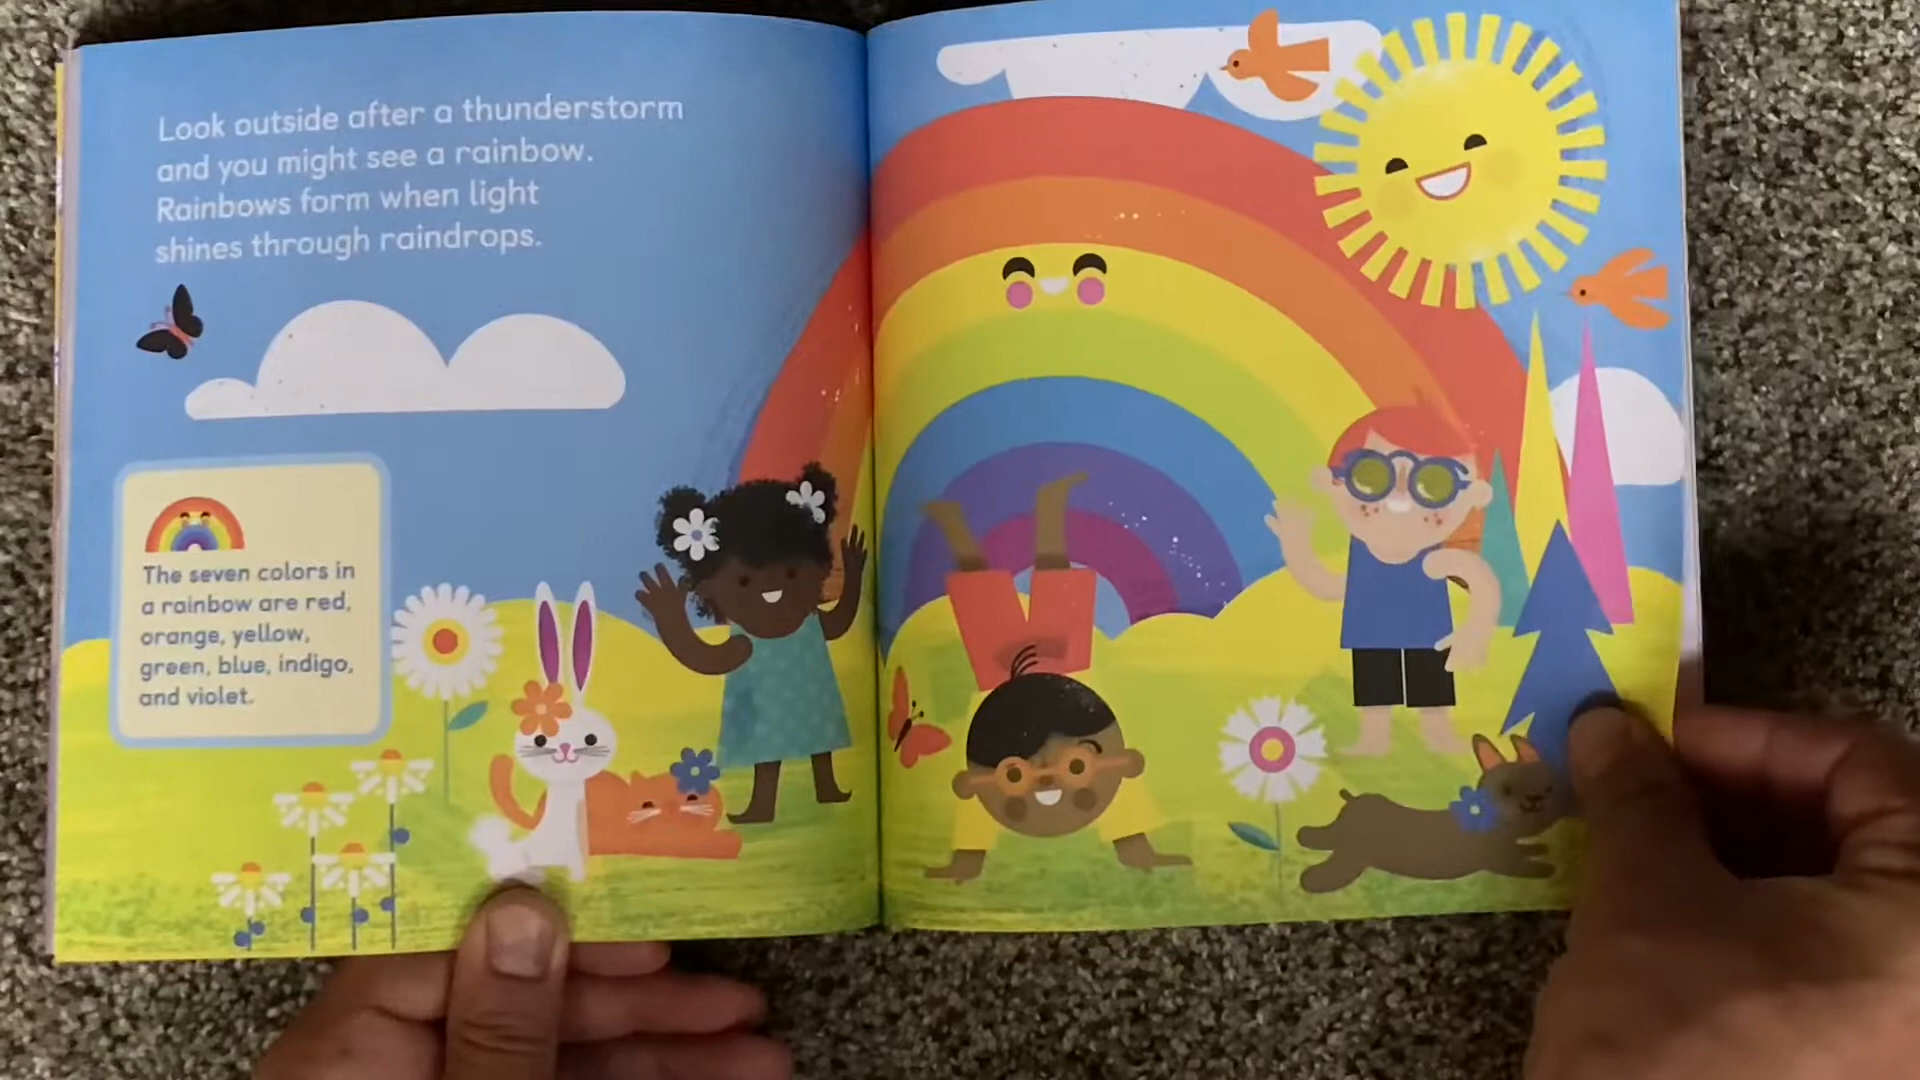 Look outside after a thunderstorm
and you might see a rainbow.
Rainbows form when light
shines through raindrops.
The seven colors in
a rainbow are red,
orange, yellow,
green, blue, indigo,
and violet.